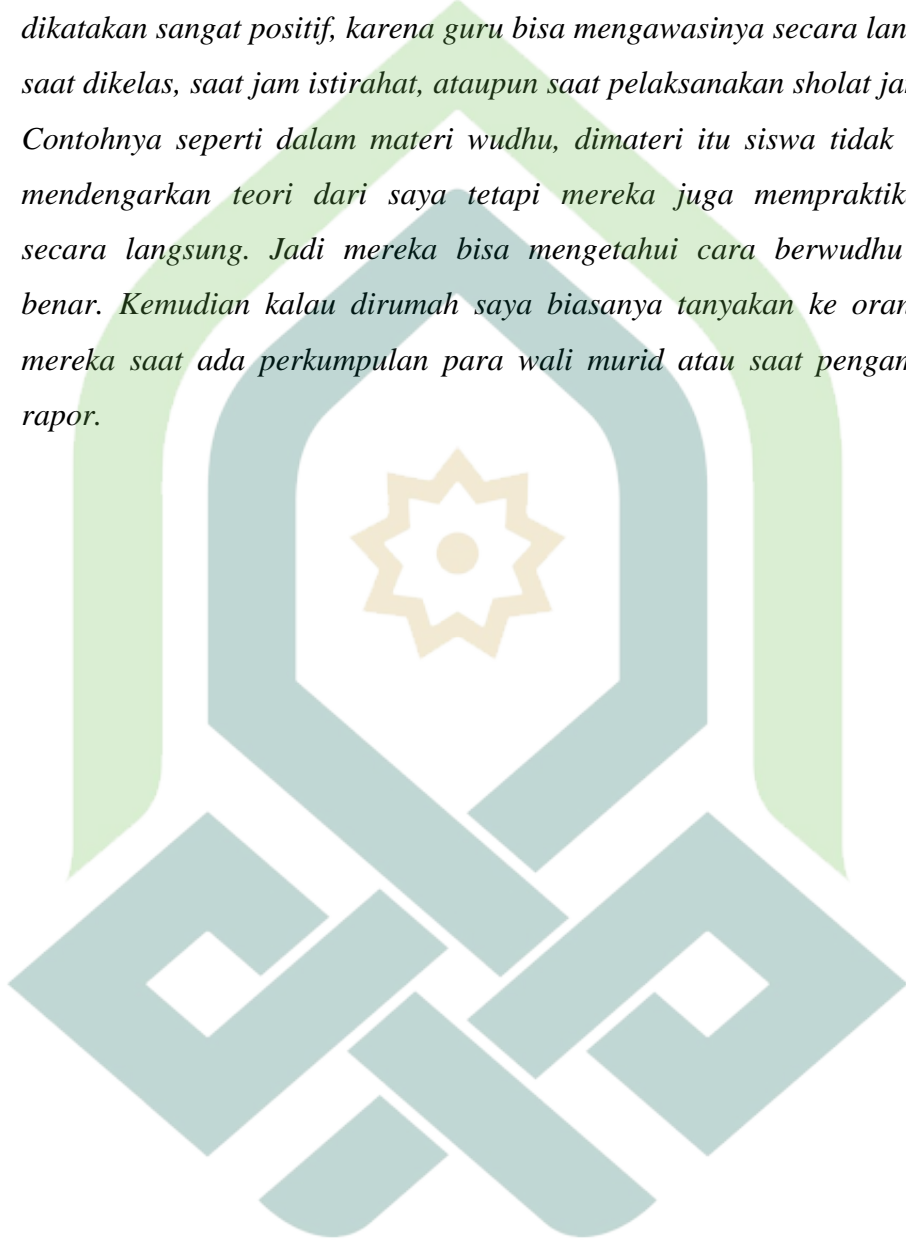 dikatakan sangat positif, karena guru bisa mengawasinya secara lan
saat dikelas, saat jam istirahat, ataupun saat pelaksanakan sholat ja
Contohnya seperti dalam materi wudhu, dimateri itu siswa tidak
mendengarkan teori dari saya tetapi mereka juga mempraktik
secara langsung. Jadi mereka bisa mengetahui cara berwudhu
benar. Kemudian kalau dirumah saya biasanya tanyakan ke oran
mereka saat ada perkumpulan para wali murid atau saat pengam
rapor.